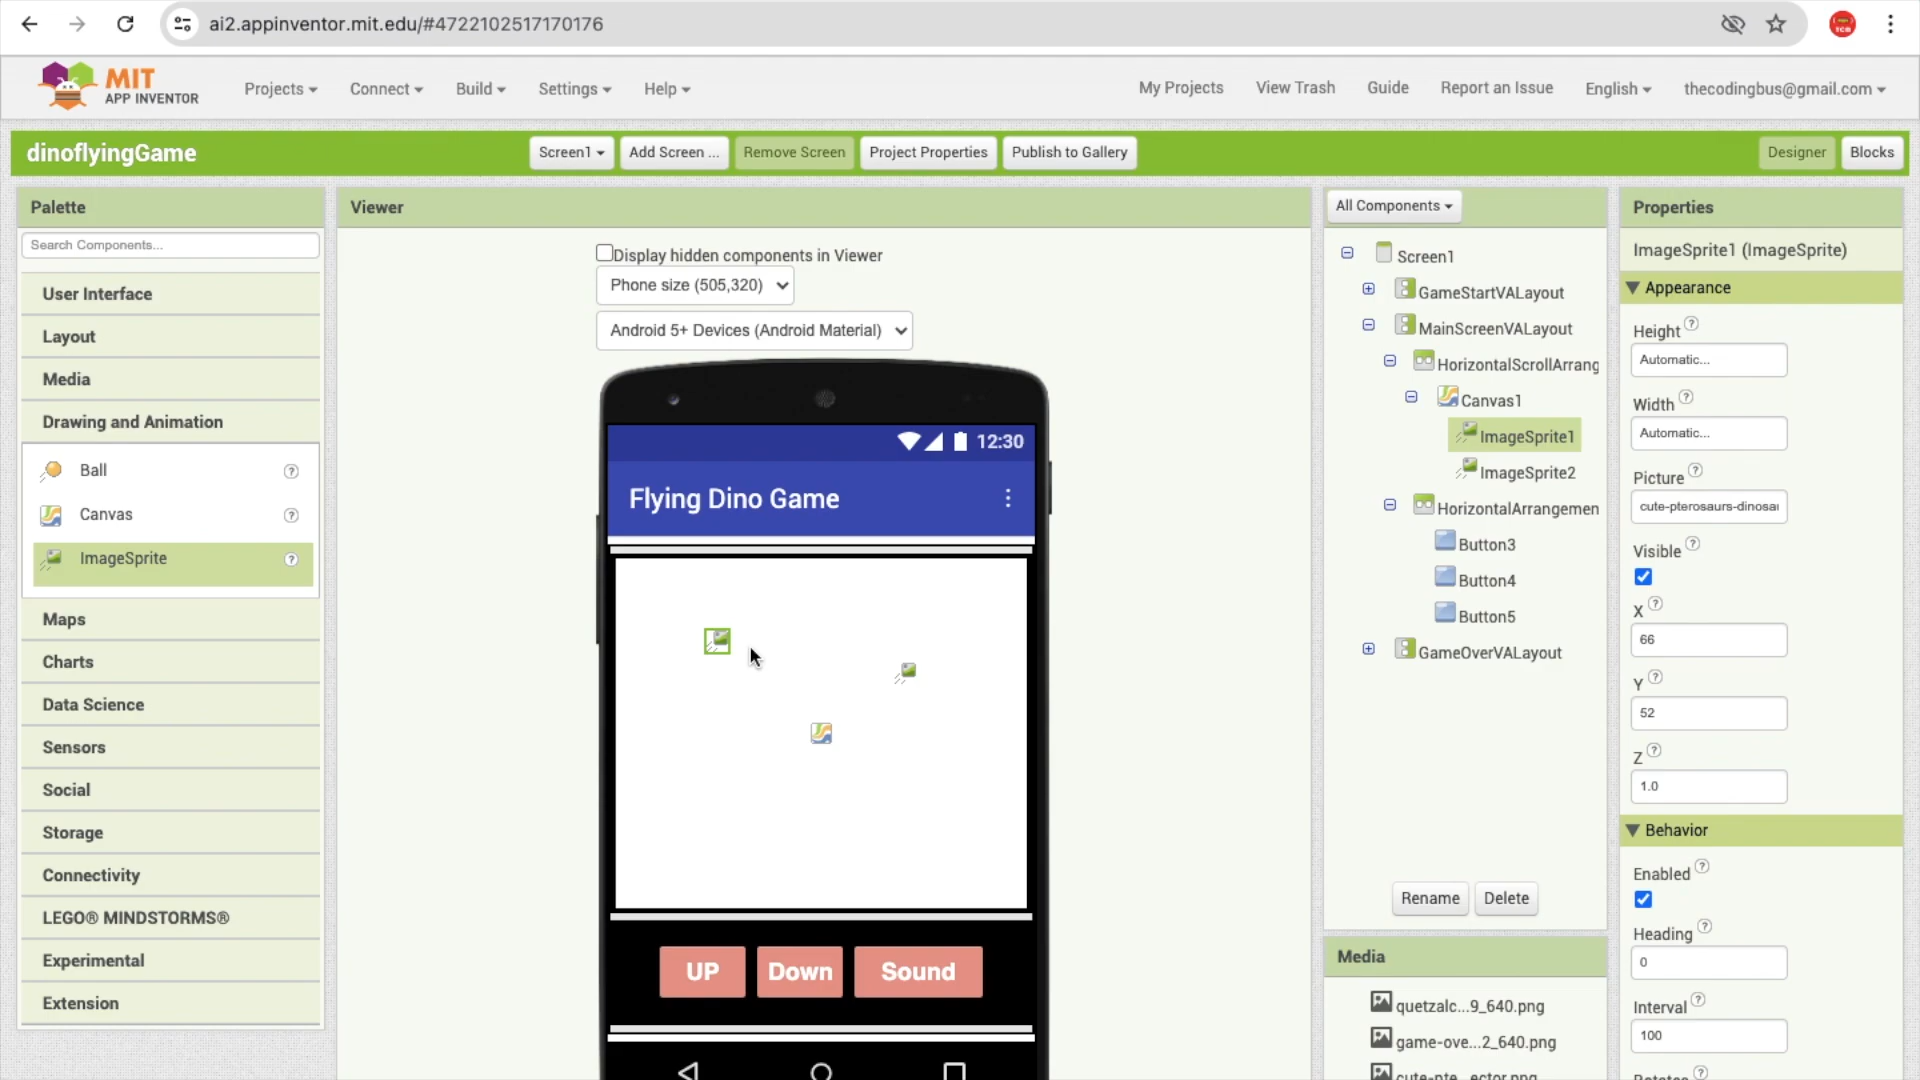 ai2.appinventor.mit.edu/#4722102517170176
MIT
APP INVENTOR
Projects
Connect
Build
Settings
Help
My Projects
View Trash
Guide
Report an Issue
English
thecodingbus@gmail.com
dinoflyingGame
Screen1
Add Screen ...
Remove Screen
Project Properties
Publish to Gallery
Designer
Blocks
Palette
Search Components...
User Interface
Layout
Media
Drawing and Animation
Ball
Canvas
ImageSprite
Maps
Charts
Data Science
Sensors
Social
Storage
Connectivity
LEGO® MINDSTORMS®
Experimental
Extension
Viewer
Display hidden components in Viewer
Phone size (505,320)
Android 5+ Devices (Android Material)
12:30
Flying Dino Game
UP
Down
Sound
All Components
Screen1
GameStartVALayout
MainScreenVALayout
HorizontalScrollArrang
Canvas1
ImageSprite1
ImageSprite2
HorizontalArrangemen
Button3
Button4
Button5
GameOverVALayout
Rename
Delete
Media
quetzalc...9_640.png
game-ove...2_640.png
cute-pte...ector.png
Properties
ImageSprite1 (ImageSprite)
Appearance
Height
Automatic...
Width
Automatic...
Picture
cute-pterosaurs-dinosau
Visible
X
66
Y
52
Z
1.0
Behavior
Enabled
Heading
0
Interval
100
Rotates